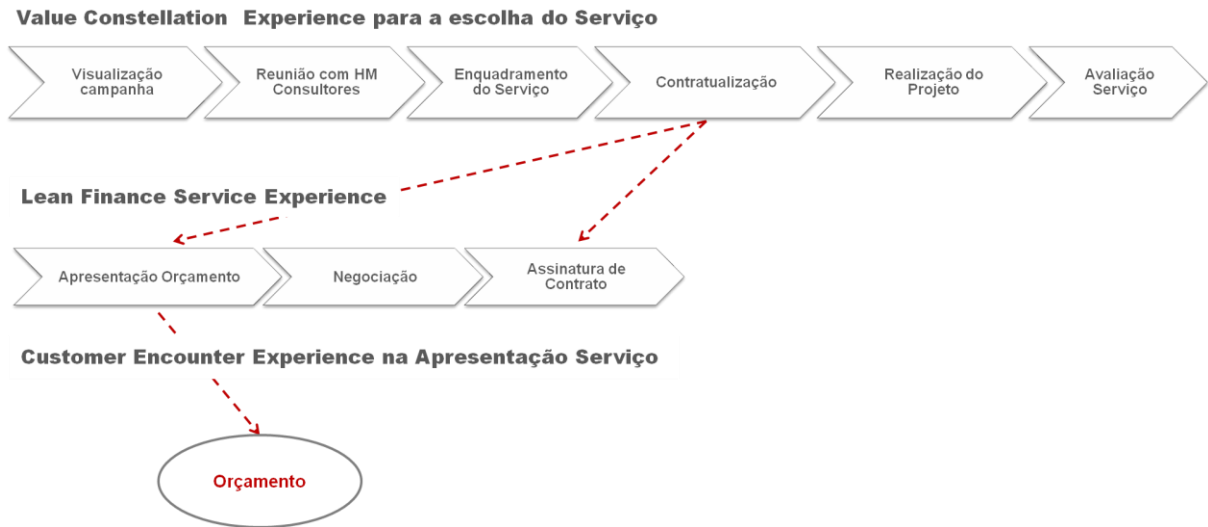 Value Constellation Experience para a escolha do Serviço
Visualização
campanha
Reunião com HM
Consultores
Enquadramento
do Serviço
Contratualização
Realização do
Projeto
Avaliação
Serviço
Lean Finance Service Experience
Apresentação Orçamento
Negociação
Assinatura de
Contrato
Customer Encounter Experience na Apresentação Serviço
Orçamento